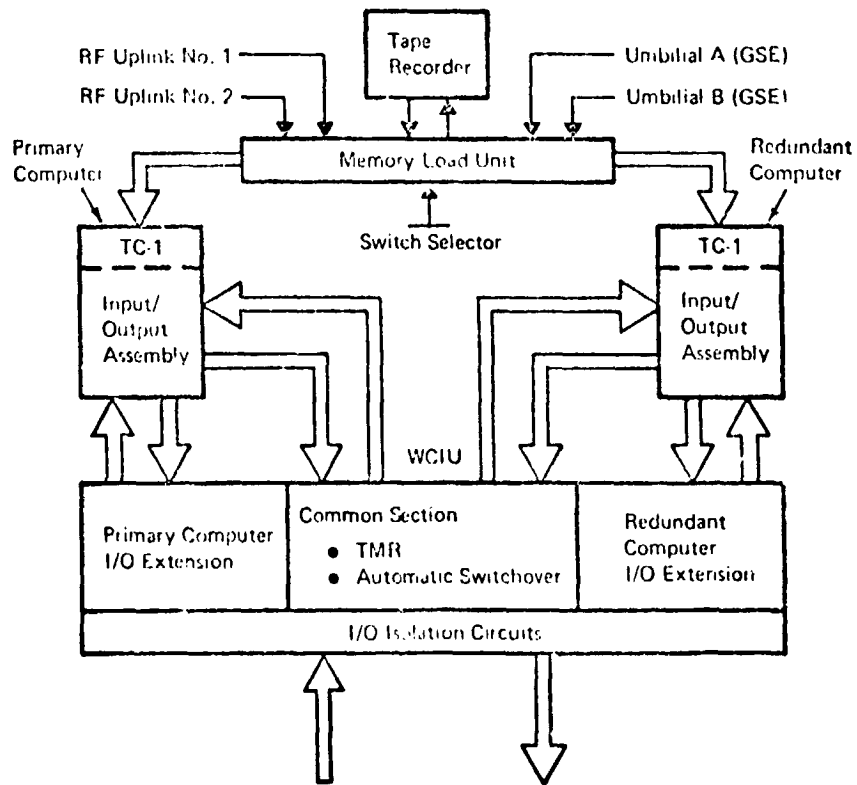 RF Uplink No. 1
RF Uplink No. 2
Tape
Recorder
Umbilial A (GSE)
Umbilial B (GSE)
Primary
Computer
Memory Load Unit
Redundant
Computer
Switch Selector
TC-1
Input/
Output
Assembly
TC-1
Input/
Output
Assembly
WCIU
Primary Computer
I/O Extension
Common Section
● TMR
● Automatic Switchover
Redundant
Computer
I/O Extension
I/O Isolation Circuits